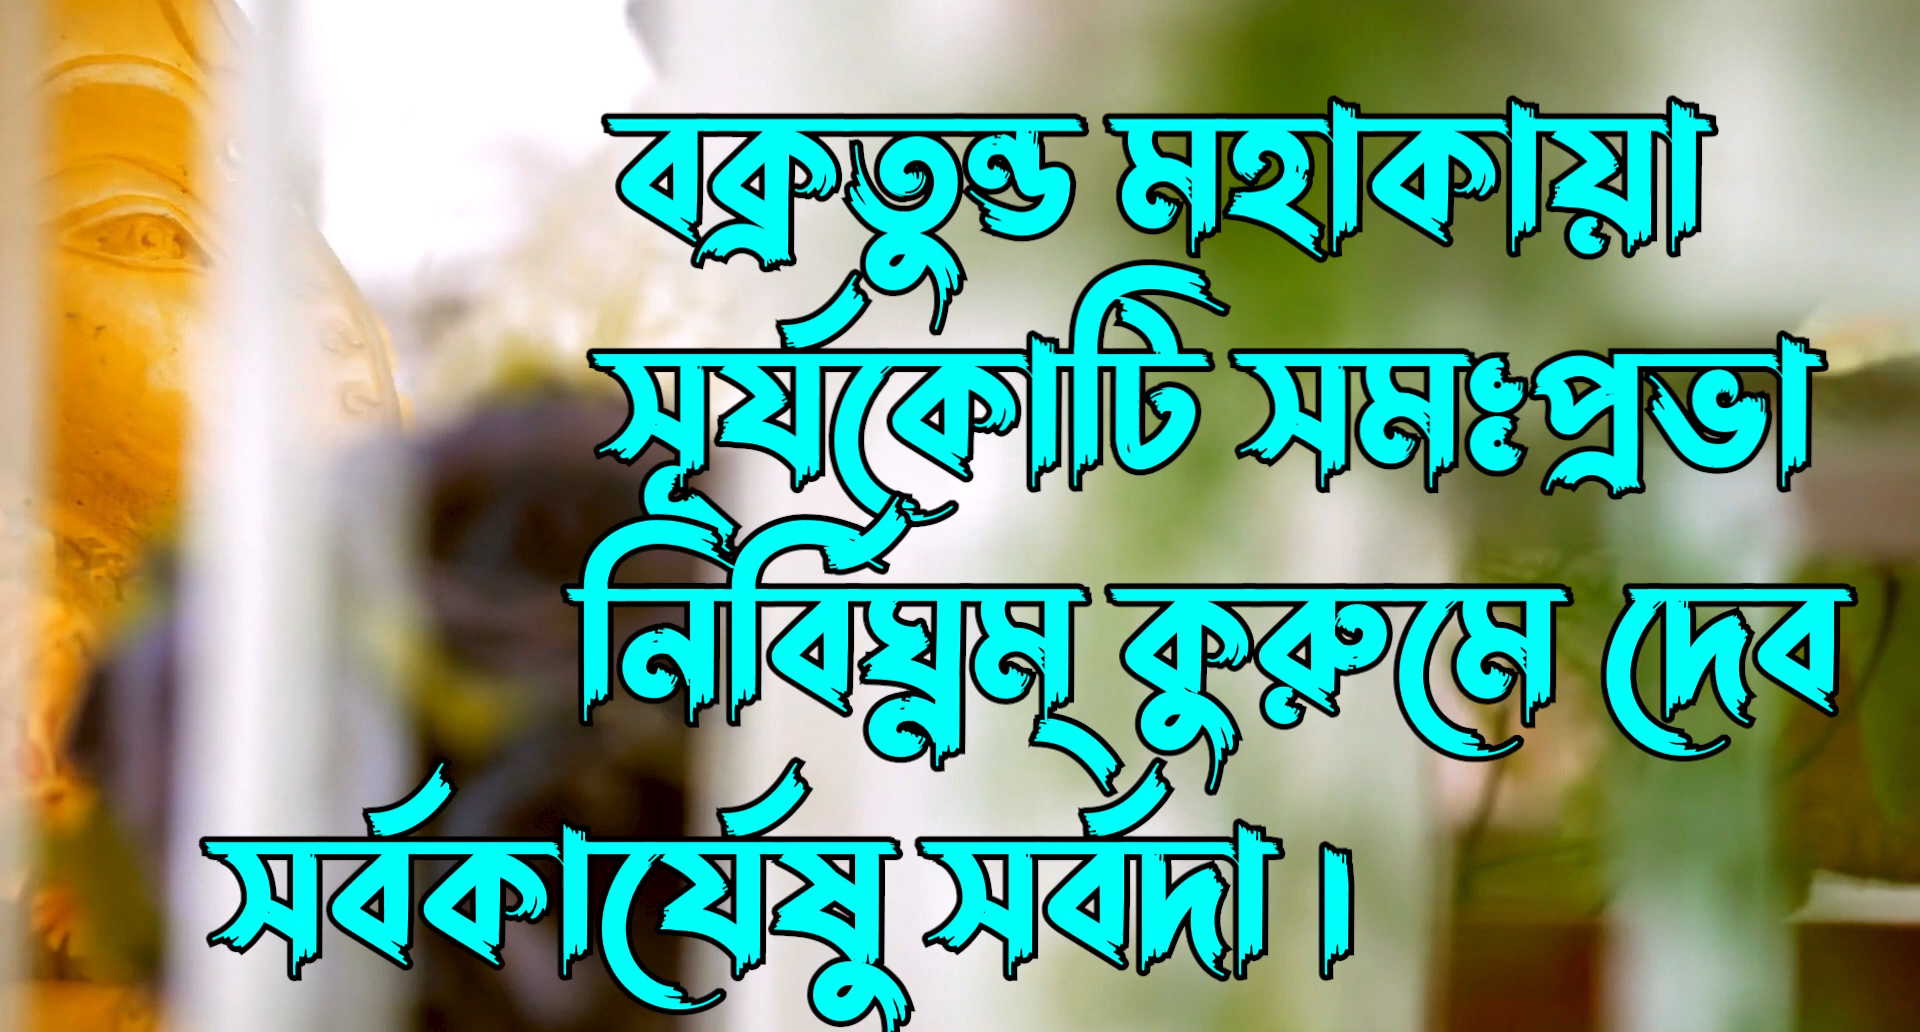 বক্রতুন্ড মহাকায়া
সূর্যকোটি সমঃপ্রভা
নির্বিঘ্নম্ কুরুমে দেব
সর্বকার্যেষু সর্বদা।